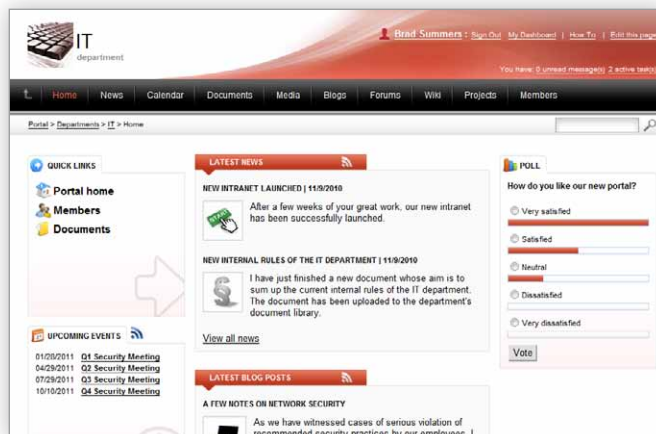 IT
department
Brad Summers : Sign Out My Dashboard | How To | Edit this page
You have: 0 unread message(s) 2 active task(s)
Home News Calendar Documents Media Blogs Forums Wiki Projects Members
Portal > Departments > IT > Home
QUICK LINKS
Portal home
Members
Documents
UPCOMING EVENTS
01/28/2011 Q1 Security Meeting
04/29/2011 Q2 Security Meeting
07/29/2011 Q3 Security Meeting
10/10/2011 Q4 Security Meeting
LATEST NEWS
NEW INTRANET LAUNCHED | 11/9/2010
START
After a few weeks of your great work, our new intranet
has been successfully launched.
NEW INTERNAL RULES OF THE IT DEPARTMENT | 11/9/2010
§
I have just finished a new document whose aim is to
sum up the current internal rules of the IT department.
The document has been uploaded to the department's
document library.
View all news
LATEST BLOG POSTS
A FEW NOTES ON NETWORK SECURITY
As we have witnessed cases of serious violation of
recommended security practices by our employees, I
POLL
How do you like our new portal?
Very satisfied
Satisfied
Neutral
Dissatisfied
Very dissatisfied
Vote